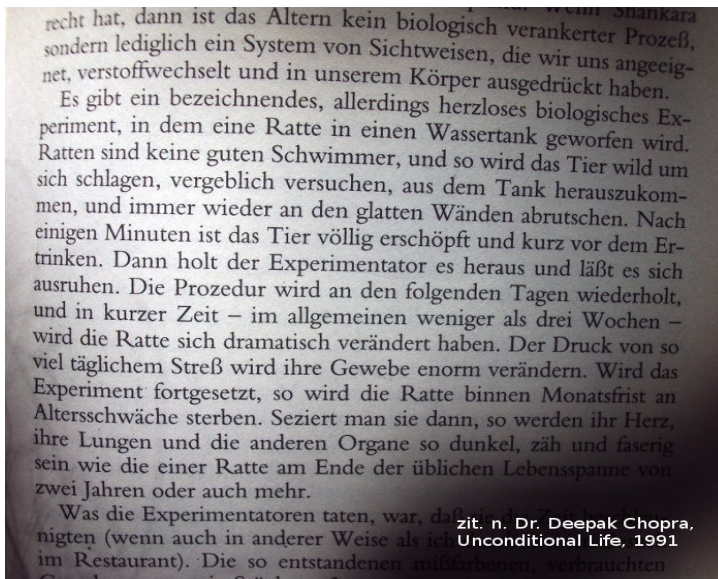 Wenn Shankara
recht hat, dann ist das Altern kein biologisch verankerter Prozeß,
sondern lediglich ein System von Sichtweisen, die wir uns angeeig-
net, verstoffwechselt und in unserem Körper ausgedrückt haben.
Es gibt ein bezeichnendes, allerdings herzloses biologisches Ex-
periment, in dem eine Ratte in einen Wassertank geworfen wird.
Ratten sind keine guten Schwimmer, und so wird das Tier wild um
sich schlagen, vergeblich versuchen, aus dem Tank herauszukom-
men, und immer wieder an den glatten Wänden abrutschen. Nach
einigen Minuten ist das Tier völlig erschöpft und kurz vor dem Er-
trinken. Dann holt der Experimentator es heraus und läßt es sich
ausruhen. Die Prozedur wird an den folgenden Tagen wiederholt,
und in kurzer Zeit – im allgemeinen weniger als drei Wochen –
wird die Ratte sich dramatisch verändert haben. Der Druck von so
viel täglichem Streß wird ihre Gewebe enorm verändern. Wird das
Experiment fortgesetzt, so wird die Ratte binnen Monatsfrist an
Altersschwäche sterben. Seziert man sie dann, so werden ihr Herz,
ihre Lungen und die anderen Organe so dunkel, zäh und faserig
sein wie die einer Ratte am Ende der üblichen Lebensspanne von
zwei Jahren oder auch mehr.
Was die Experimentatoren taten, war, daß sie die Zeit
nigten (wenn auch in anderer Weise als ich
im Restaurant). Die so entstandenen mißfarbenen, verbrauchten
zit. n. Dr. Deepak Chopra,
Unconditional Life, 1991